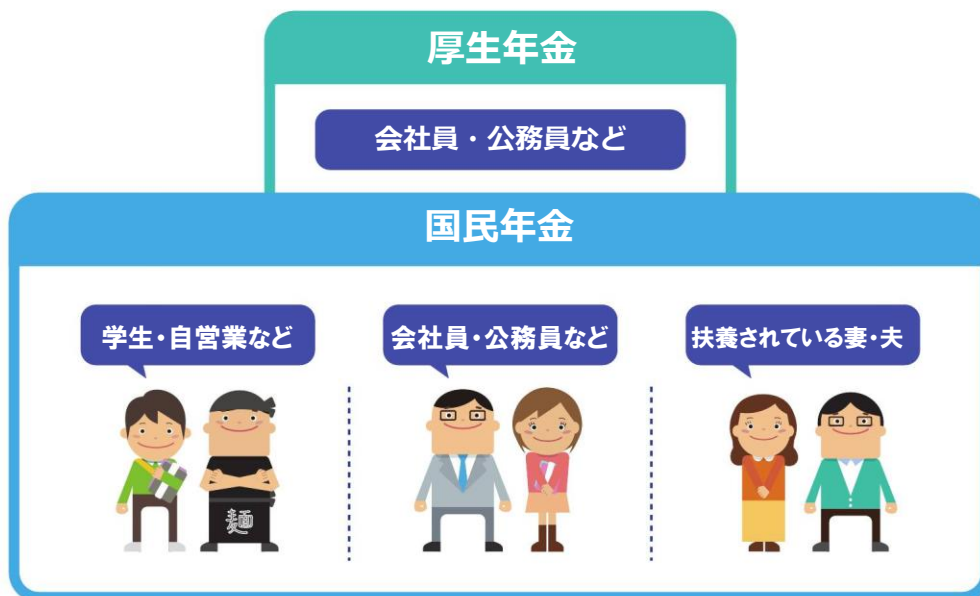 厚生年金
会社員・公務員など
国民年金
学生・自営業など
会社員・公務員など
扶養されている妻・夫
麺